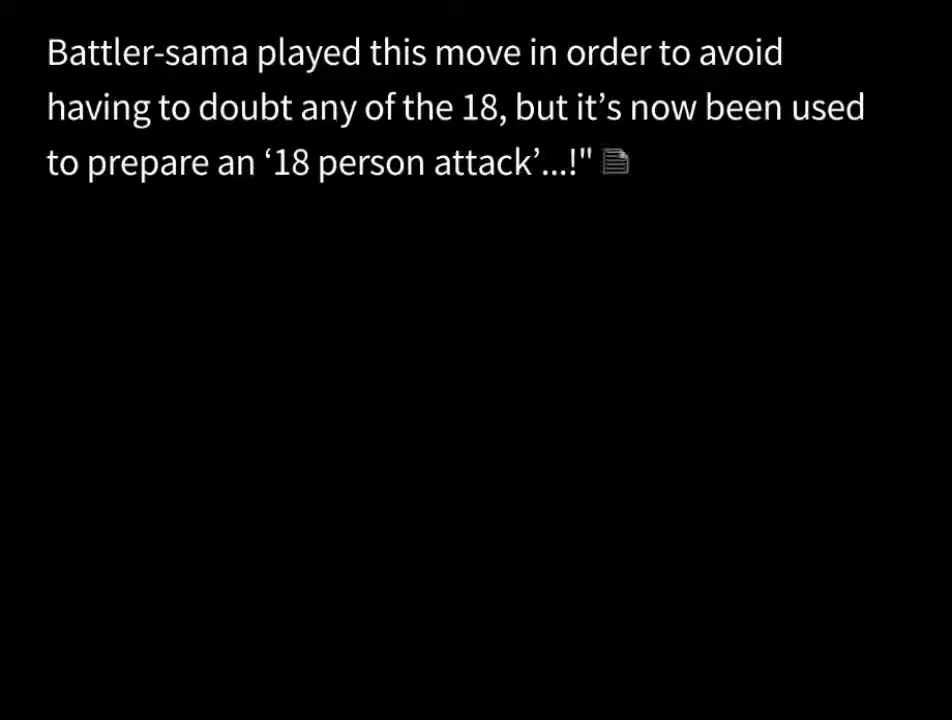 Battler-sama played this move in order to avoid
having to doubt any of the 18, but it’s now been used
to prepare an ‘18 person attack’...!"